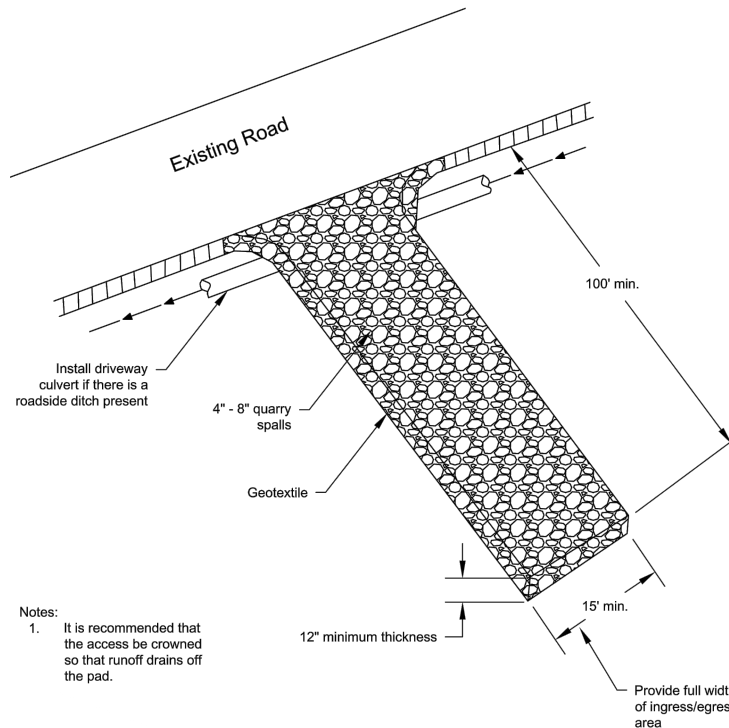 Existing Road
100' min.
Install driveway
culvert if there is a
roadside ditch present
4" - 8" quarry
spalls
Geotextile
15' min.
12" minimum thickness
Notes:
1. It is recommended that
the access be crowned
so that runoff drains off
the pad.
Provide full widt
of ingress/egres
area